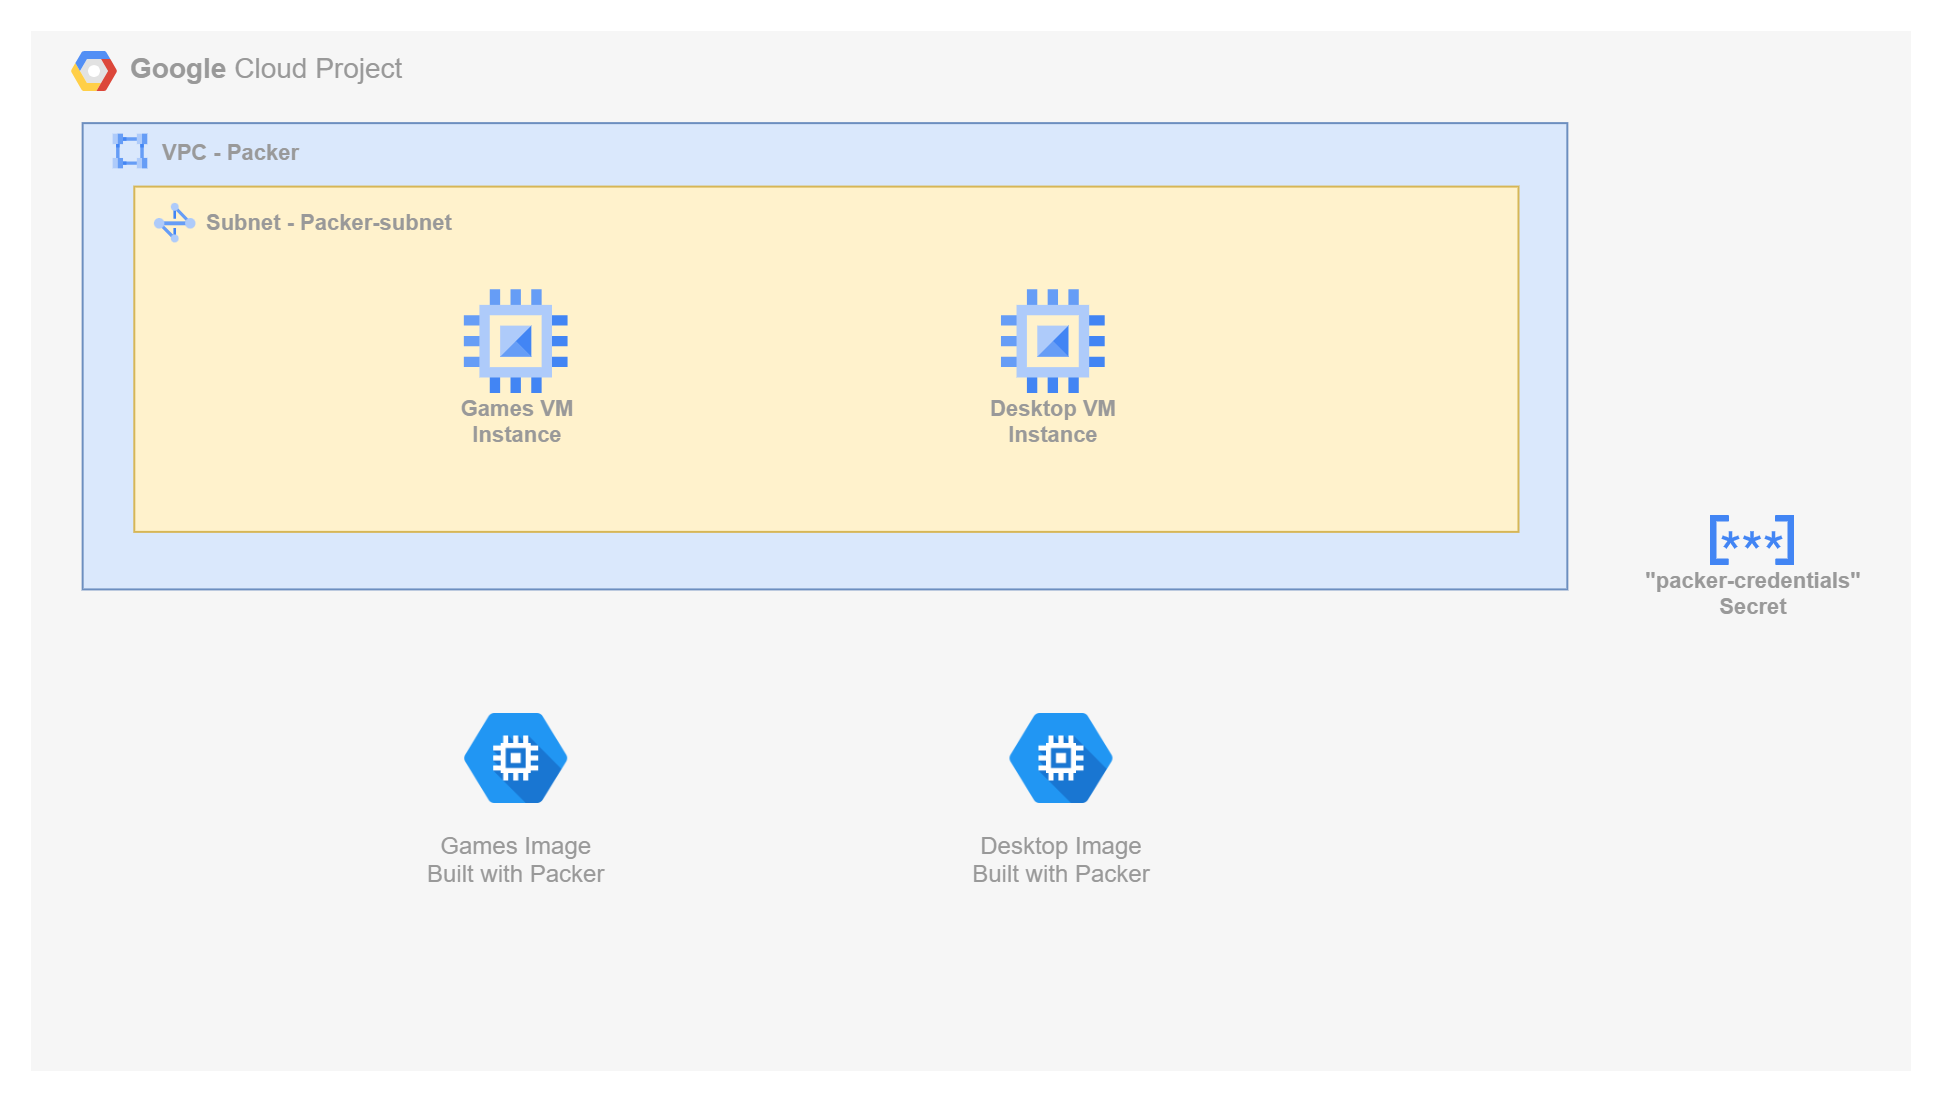 Google Cloud Project
VPC - Packer
Subnet - Packer-subnet
Games VM
Instance
Desktop VM
Instance
[***]
"packer-credentials"
Secret
Games Image
Built with Packer
Desktop Image
Built with Packer